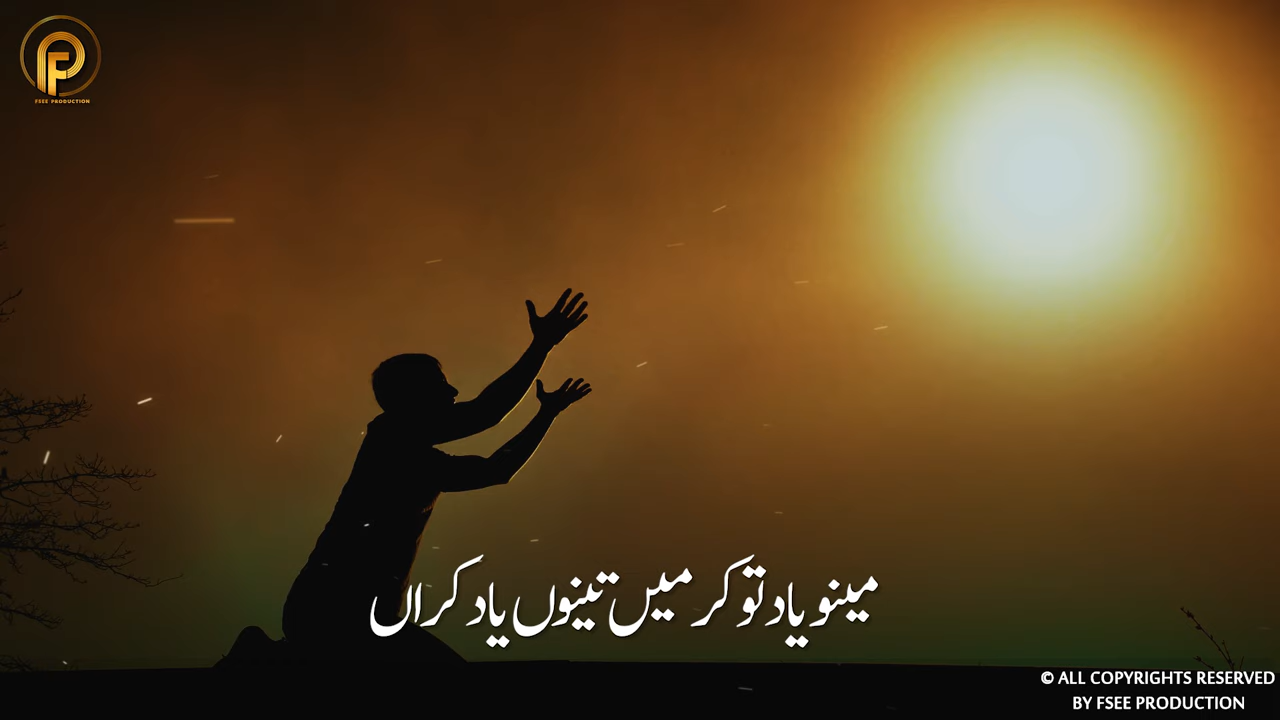 FSEE PRODUCTION
مینو یاد تو کر میں تینوں یاد کراں
© ALL COPYRIGHTS RESERVED
BY FSEE PRODUCTION